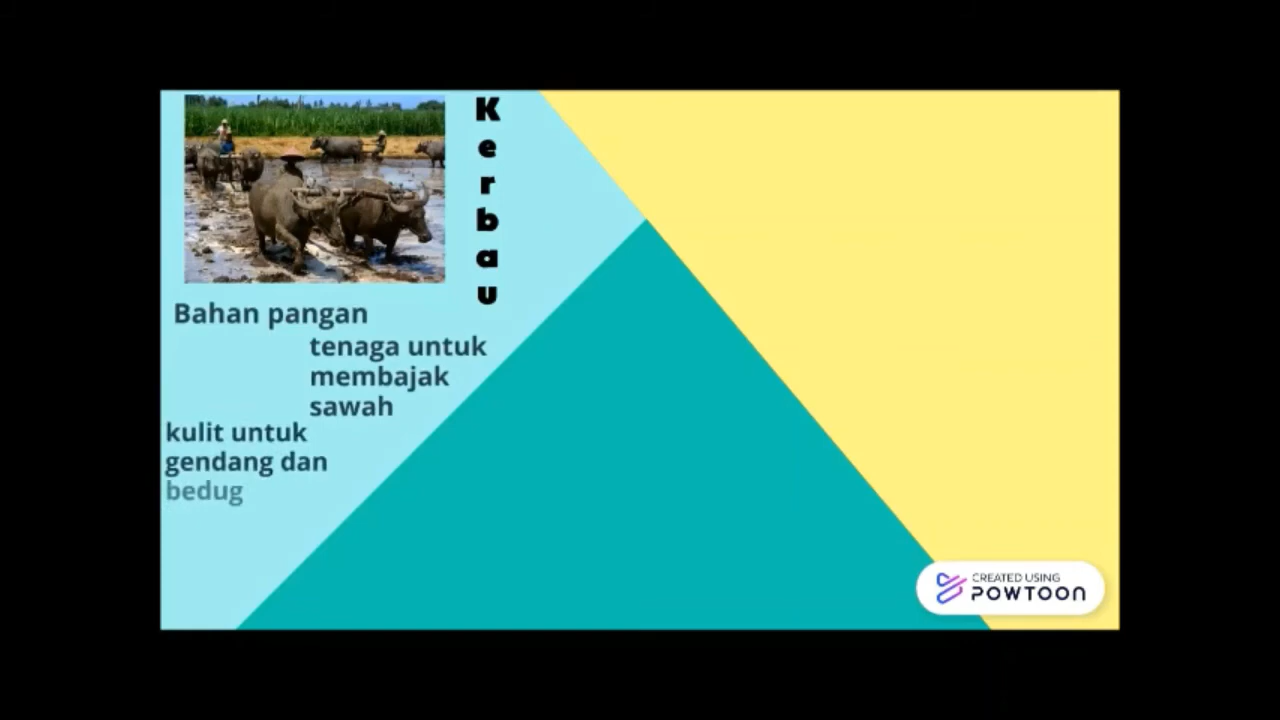 Kerbau
Bahan pangan
tenaga untuk
membajak
sawah
kulit untuk
gendang dan
bedug
CREATED USING
POWTOON